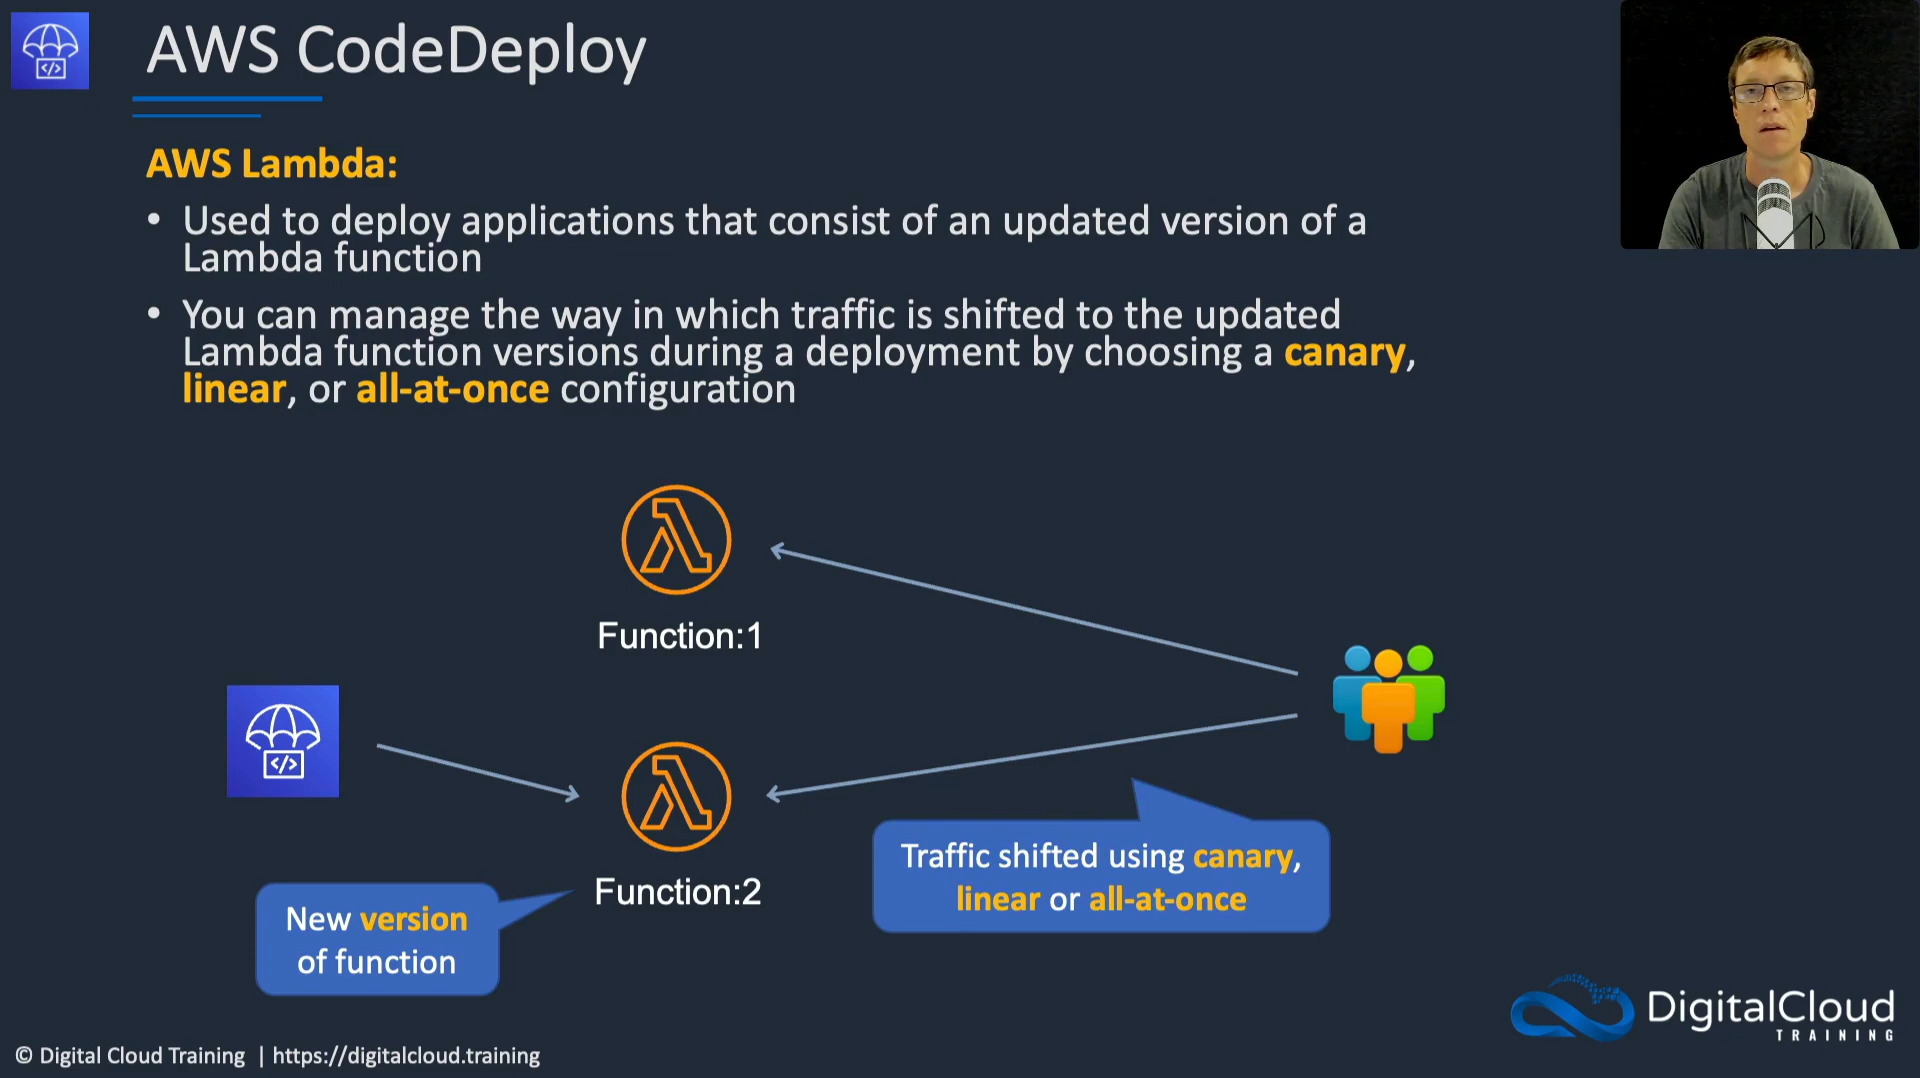 AWS CodeDeploy
AWS Lambda:
• Used to deploy applications that consist of an updated version of a
Lambda function
• You can manage the way in which traffic is shifted to the updated
Lambda function versions during a deployment by choosing a canary,
linear, or all-at-once configuration
Function:1
</>
</>
Function:2
New version
of function
Traffic shifted using canary,
linear or all-at-once
DigitalCloud
TRAINING
© Digital Cloud Training | https://digitalcloud.training